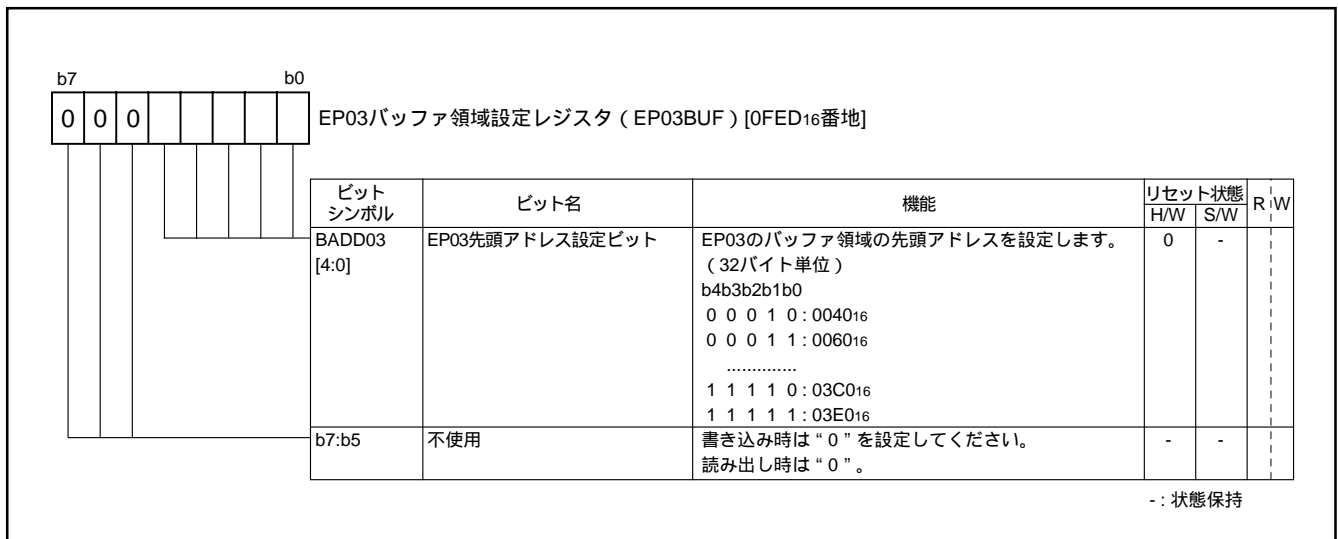 b7 b0
0 0 0
EP03バッファ領域設定レジスタ（EP03BUF）[0FED16番地]
ビット
シンボル ビット名 機能 リセット状態 R W
H/W S/W
BADD03 EP03先頭アドレス設定ビット EP03のバッファ領域の先頭アドレスを設定します。 0 -
[4:0] （32バイト単位）
b4b3b2b1b0
0 0 0 1 0 : 004016
0 0 0 1 1 : 006016
..............
1 1 1 1 0 : 03C016
1 1 1 1 1 : 03E016
b7:b5 不使用 書き込み時は“0”を設定してください。 - -
読み出し時は“0”。
- : 状態保持